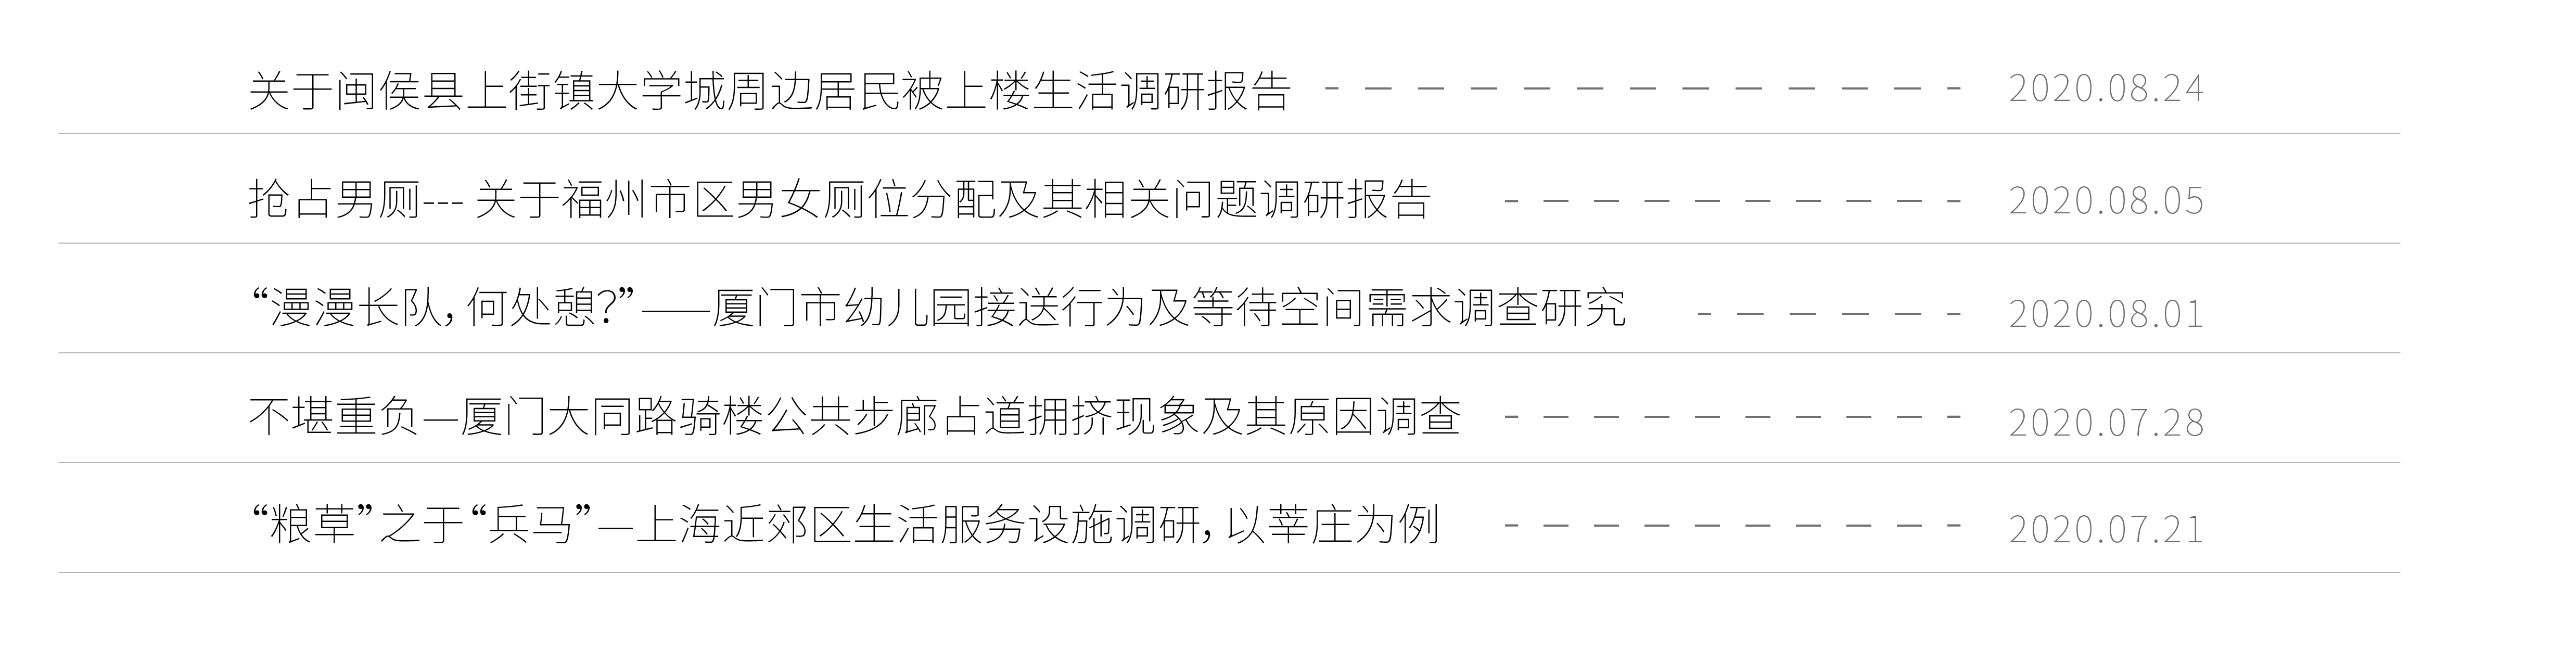 关于闽侯县上街镇大学城周边居民被上楼生活调研报告 2020.08.24
抢占男厕--- 关于福州市区男女厕位分配及其相关问题调研报告 2020.08.05
“漫漫长队，何处憩？”——厦门市幼儿园接送行为及等待空间需求调查研究 2020.08.01
不堪重负—厦门大同路骑楼公共步廊占道拥挤现象及其原因调查 2020.07.28
“粮草”之于“兵马”—上海近郊区生活服务设施调研，以莘庄为例 2020.07.21